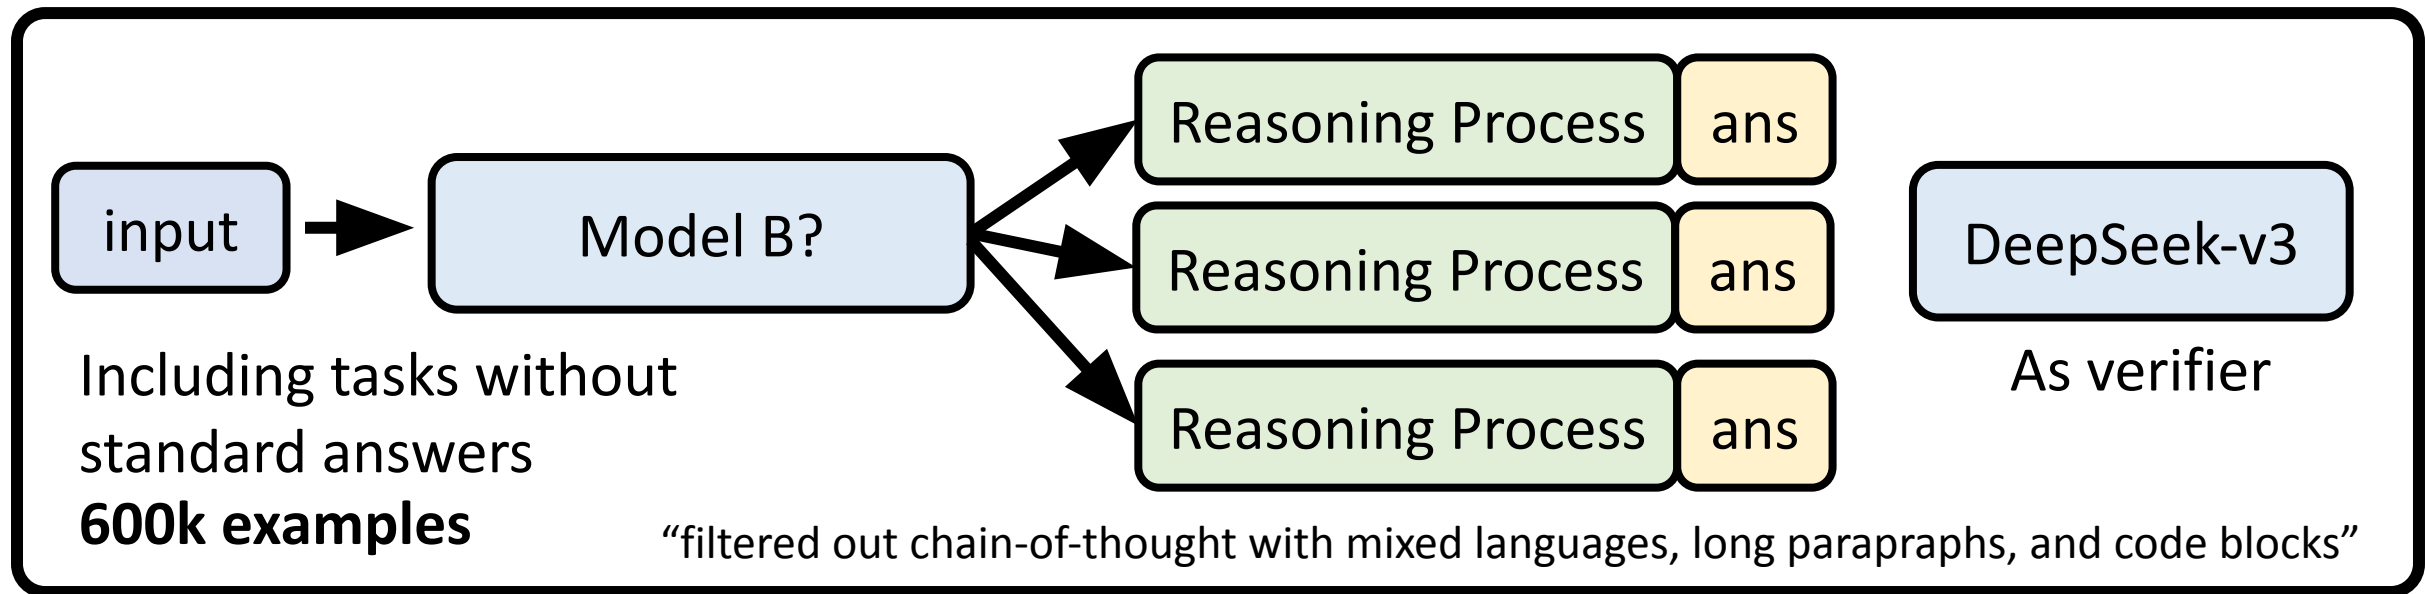 input
Model B?
Reasoning Process
ans
Reasoning Process
ans
Reasoning Process
ans
DeepSeek-v3
As verifier
Including tasks without
standard answers
600k examples
“filtered out chain-of-thought with mixed languages, long parapraphs, and code blocks”